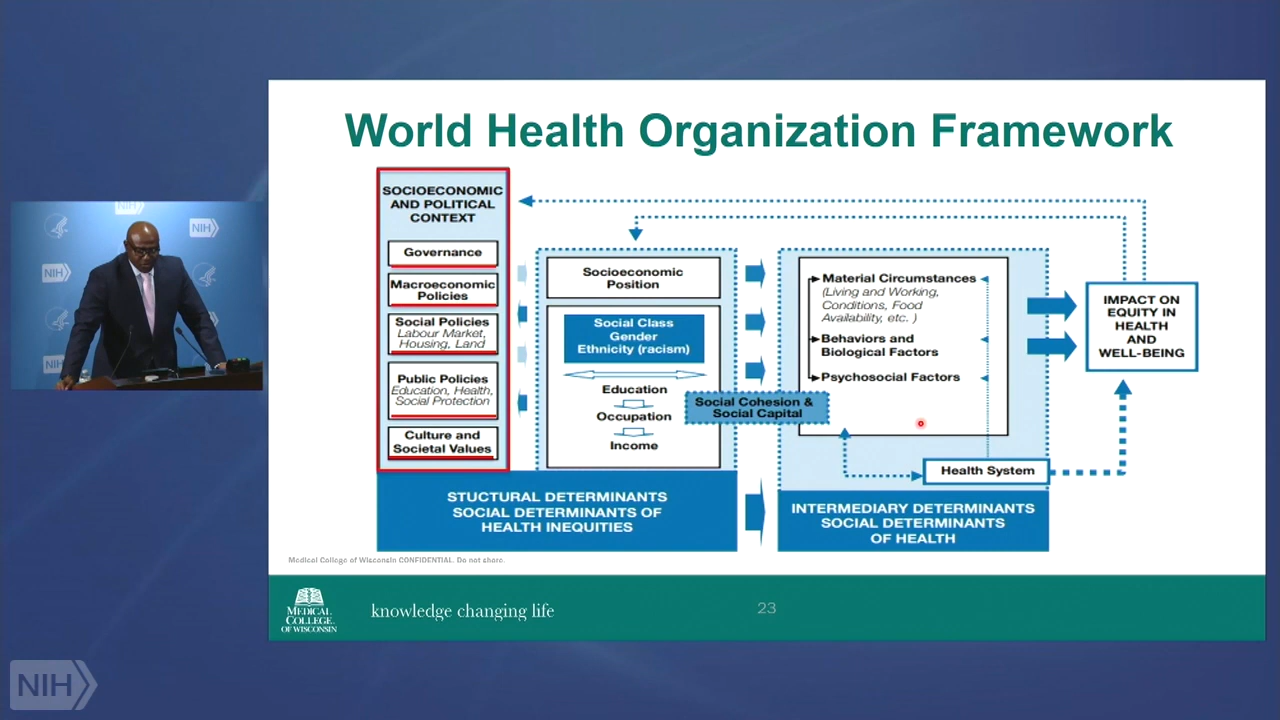 World Health Organization Framework
SOCIOECONOMIC
AND POLITICAL
CONTEXT
Governance
Macroeconomic
Policies
Social Policies
Labour Market,
Housing, Land
Public Policies
Education, Health,
Social Protection
Culture and
Societal Values
Socioeconomic
Position
Social Class
Gender
Ethnicity (racism)
Education
Occupation
Income
Social Cohesion &
Social Capital
Material Circumstances
(Living and Working,
Conditions, Food
Availability, etc. )
Behaviors and
Biological Factors
Psychosocial Factors
Health System
IMPACT ON
EQUITY IN
HEALTH
AND
WELL-BEING
STUCTURAL DETERMINANTS
SOCIAL DETERMINANTS OF
HEALTH INEQUITIES
INTERMEDIARY DETERMINANTS
SOCIAL DETERMINANTS
OF HEALTH
Medical College of Wisconsin CONFIDENTIAL. Do not share.
MEDICAL
COLLEGE
OF WISCONSIN
knowledge changing life
23
NIH
NIH
NIH
NIH
NIH